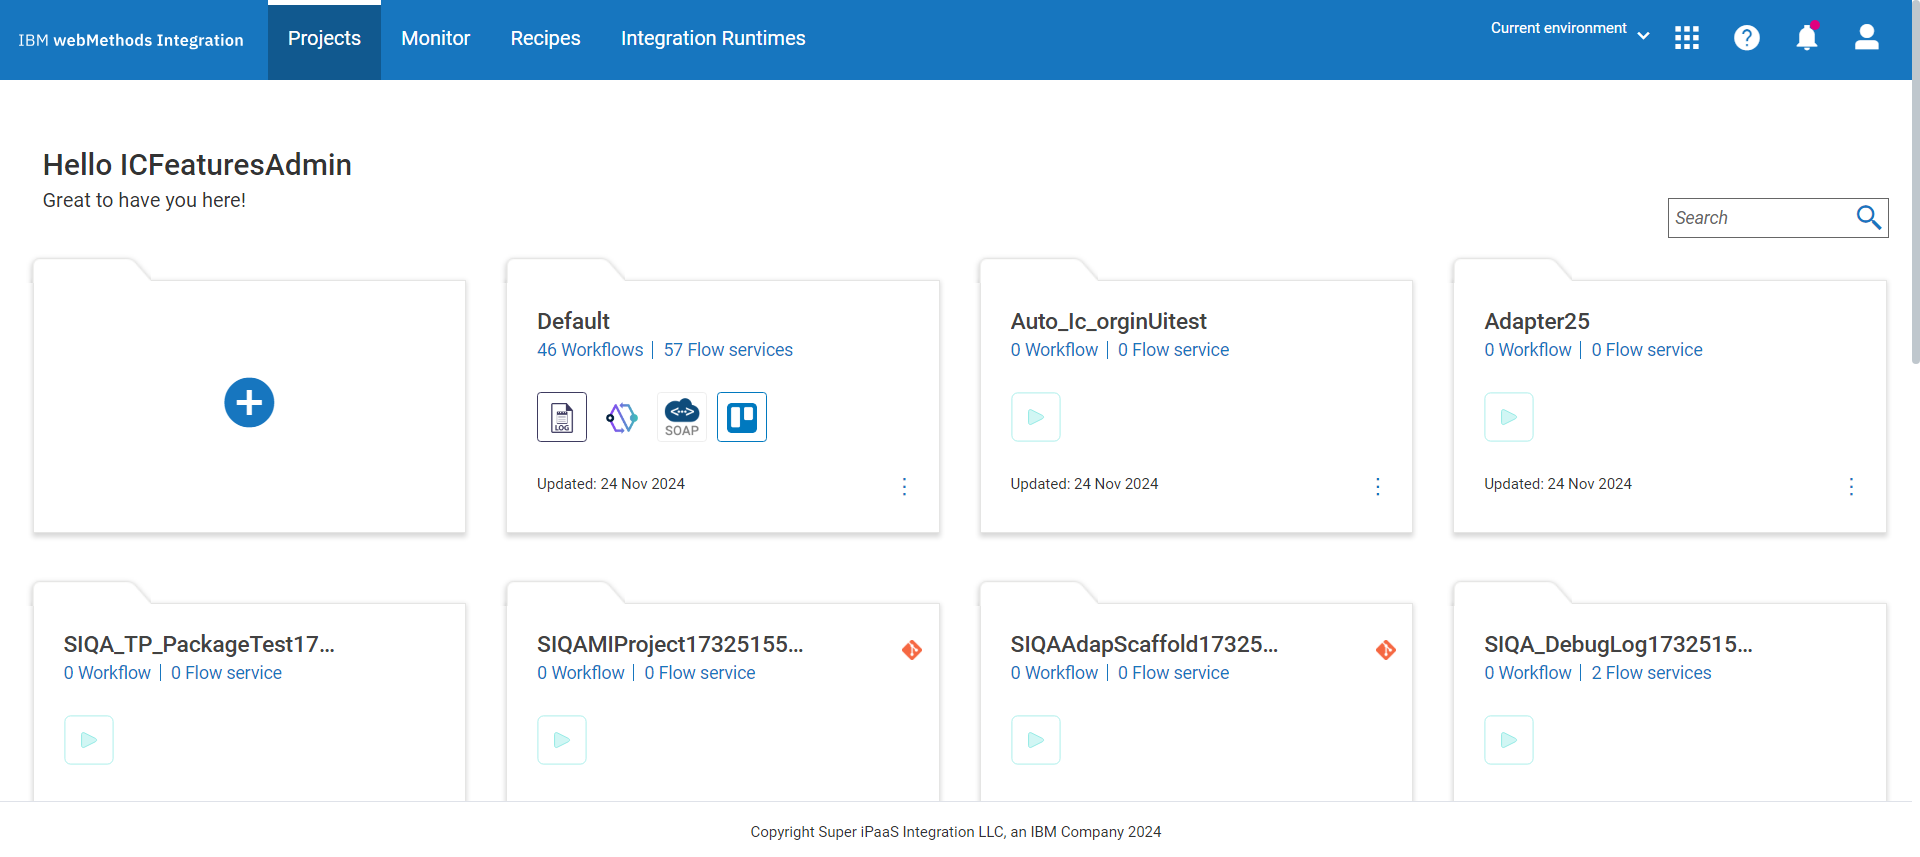 IBM webMethods Integration
Projects
Monitor
Recipes
Integration Runtimes
Current environment
?
Hello ICFeaturesAdmin
Great to have you here!
Search
Default
46 Workflows | 57 Flow services
LOG
SOAP
Updated: 24 Nov 2024
Auto_Ic_orginUitest
0 Workflow | 0 Flow service
Updated: 24 Nov 2024
Adapter25
0 Workflow | 0 Flow service
Updated: 24 Nov 2024
SIQA_TP_PackageTest17...
0 Workflow | 0 Flow service
SIQAMIProject17325155...
0 Workflow | 0 Flow service
SIQAAdapScaffold17325...
0 Workflow | 0 Flow service
SIQA_DebugLog1732515...
0 Workflow | 2 Flow services
Copyright Super iPaaS Integration LLC, an IBM Company 2024